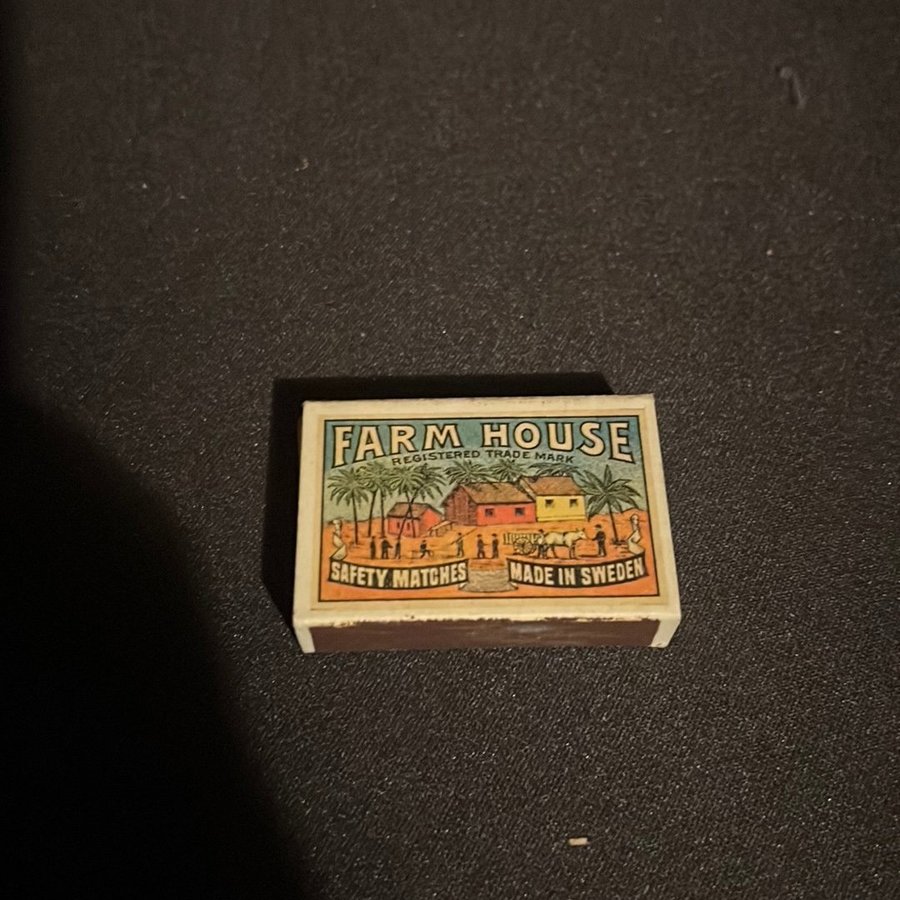 FARM HOUSE
REGISTERED TRADE MARK
SAFETY MATCHES
MADE IN SWEDEN